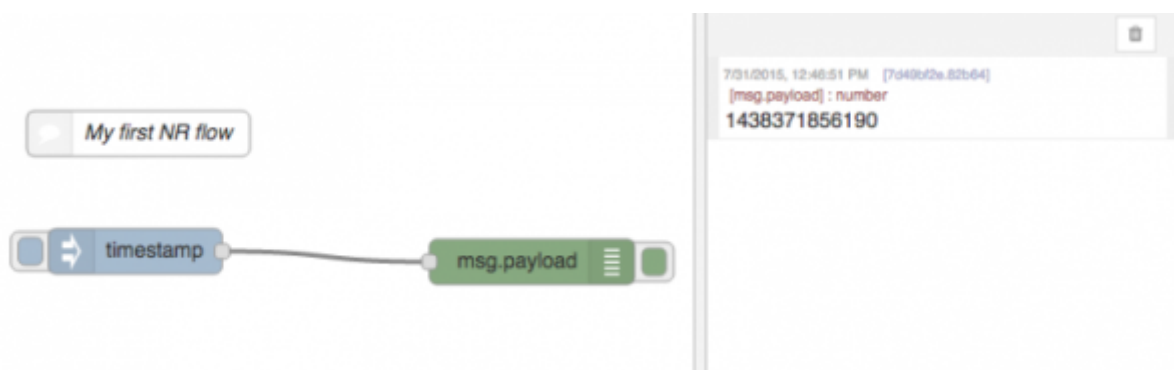 My first NR flow
timestamp
msg.payload
7/31/2015, 12:46:51 PM [7d49bf2e.82b64]
[msg.payload] : number
1438371856190